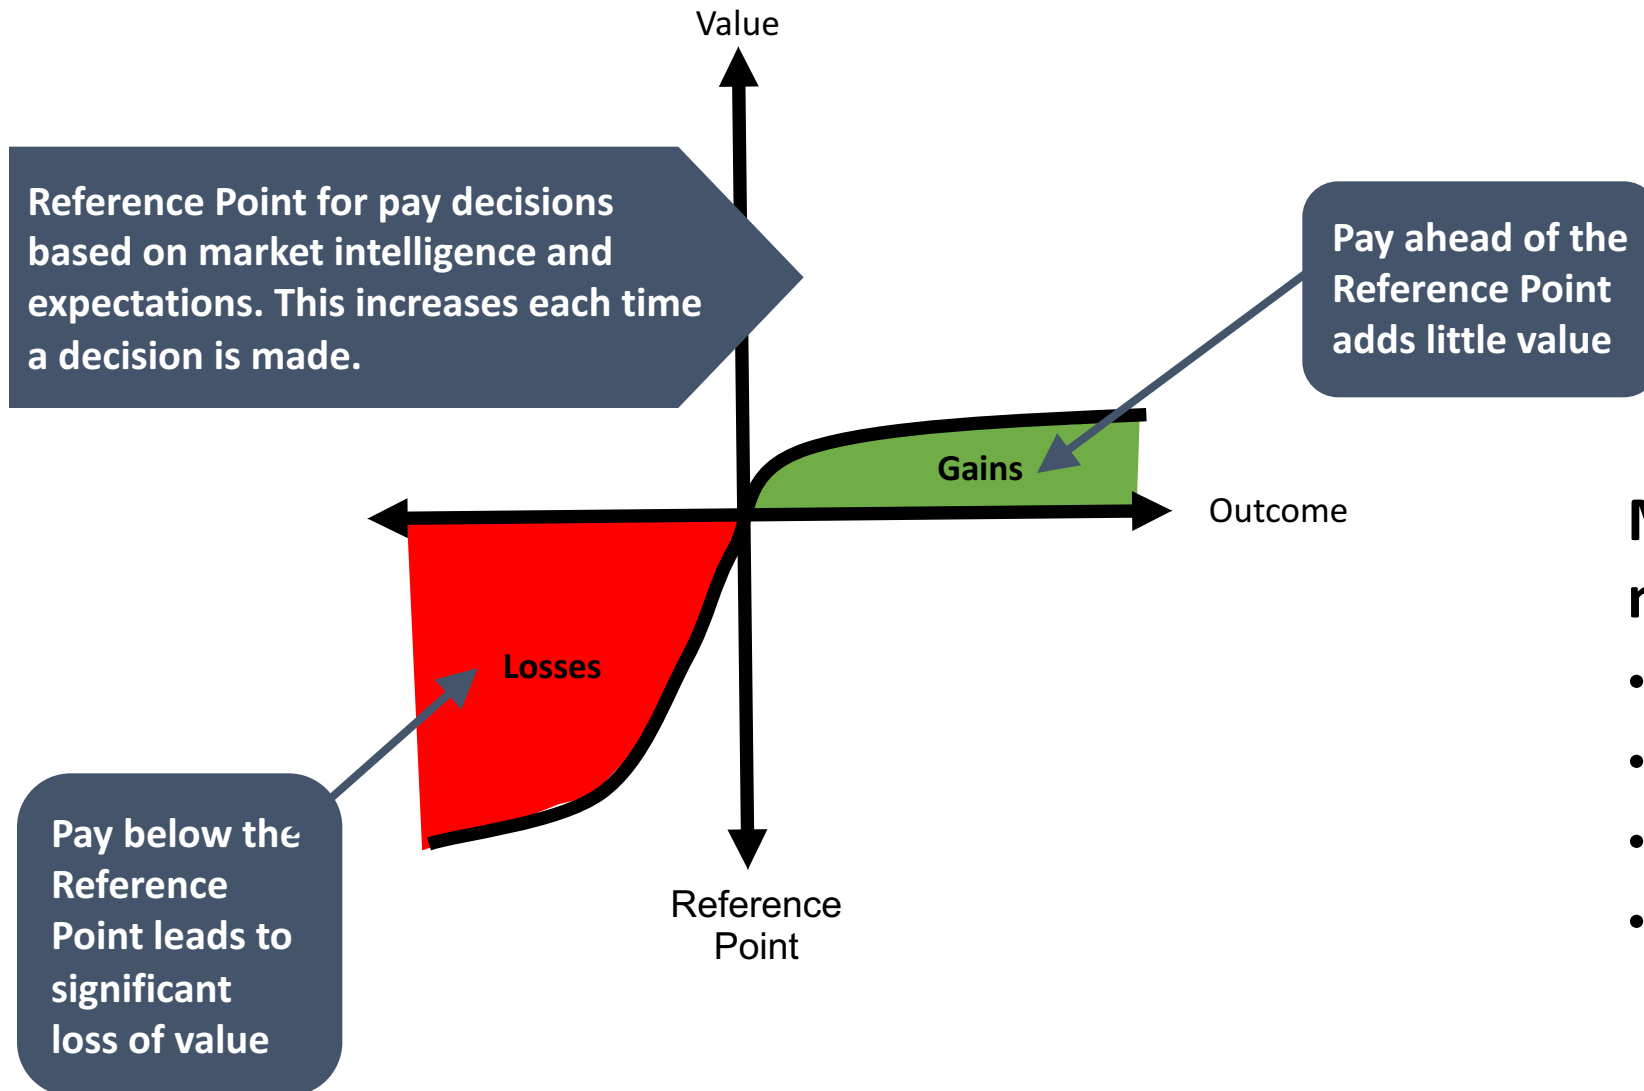 Value
Reference Point for pay decisions
based on market intelligence and
expectations. This increases each time
a decision is made.
Pay ahead of the
Reference Point
adds little value
Gains
Outcome
Losses
Pay below the
Reference
Point leads to
significant
loss of value
Reference
Point